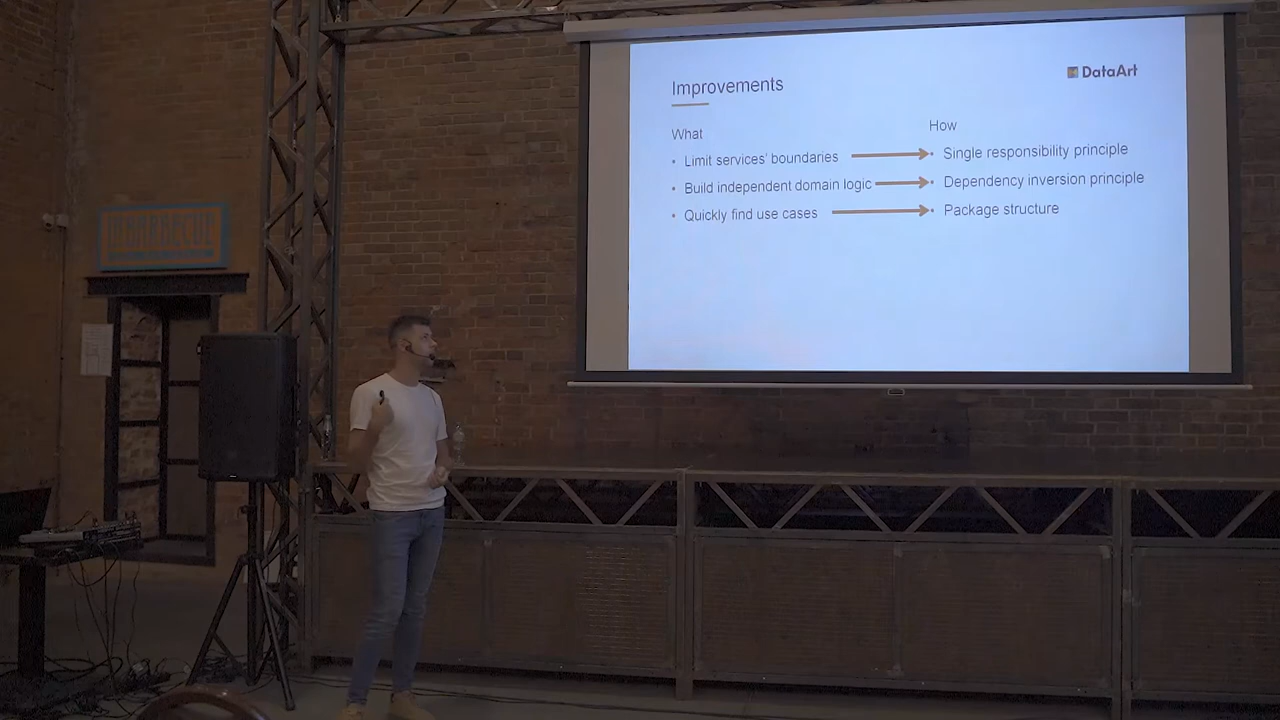 Improvements
DataArt
What
How
• Limit services' boundaries
• Single responsibility principle
• Build independent domain logic
• Dependency inversion principle
• Quickly find use cases
• Package structure